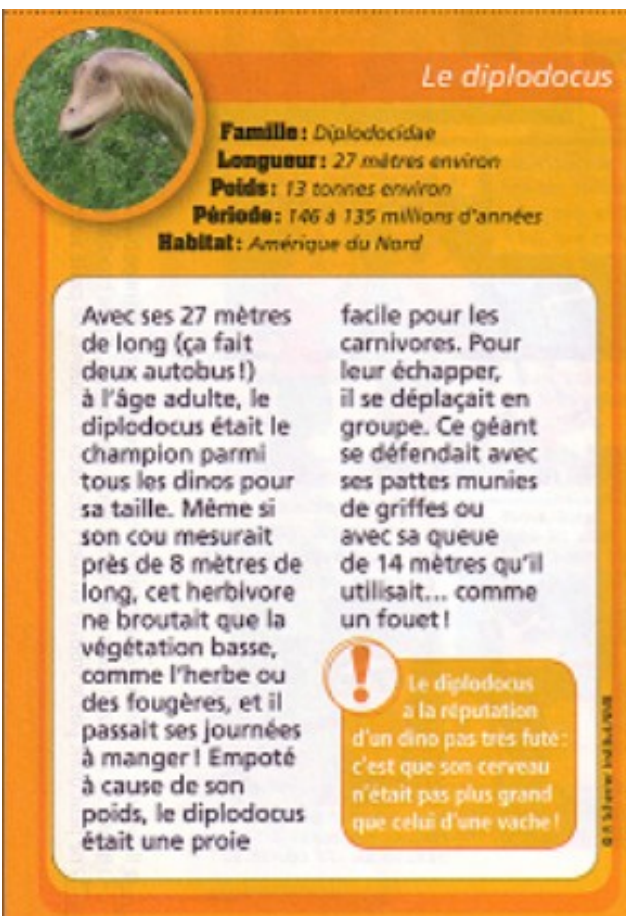 Le diplodocus
Famille : Diplodocidae
Longueur : 27 mètres environ
Poids : 13 tonnes environ
Période : 146 à 135 millions d'années
Habitat : Amérique du Nord
Avec ses 27 mètres
de long (ça fait
deux autobus !)
à l'âge adulte, le
diplodocus était le
champion parmi
tous les dinos pour
sa taille. Même si
son cou mesurait
près de 8 mètres de
long, cet herbivore
ne broutait que la
végétation basse,
comme l'herbe ou
des fougères, et il
passait ses journées
à manger ! Empoté
à cause de son
poids, le diplodocus
était une proie
facile pour les
carnivores. Pour
leur échapper,
il se déplaçait en
groupe. Ce géant
se défendait avec
ses pattes munies
de griffes ou
avec sa queue
de 14 mètres qu'il
utilisait... comme
un fouet !
!
Le diplodocus
a la réputation
d'un dino pas très futé :
c'est que son cerveau
n'était pas plus grand
que celui d'une vache !